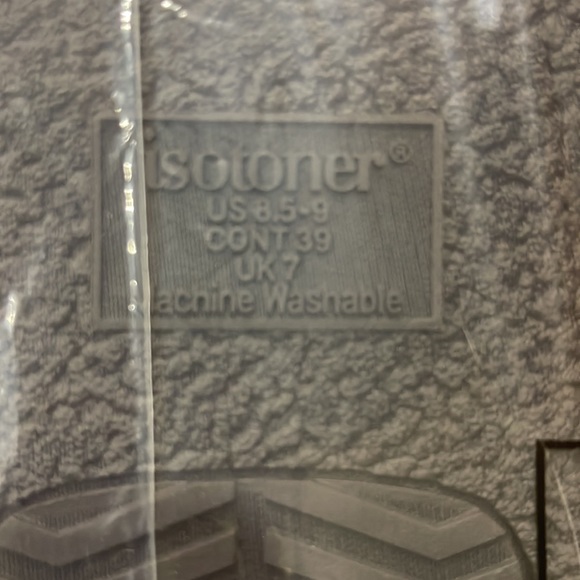 isotoner®
US 8.5-9
CONT 39
UK 7
Machine Washable